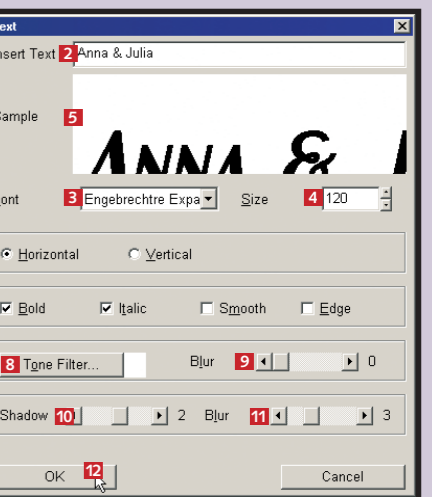 ext
nsert Text 2 Anna & Julia
ample 5
ANNA &
ont 3 Engebrechtre Expa Size 4 120
Horizontal Vertical
Bold Italic Smooth Edge
8 Tone Filter... Blur 9 0
Shadow 10 2 Blur 11 3
OK 12 Cancel